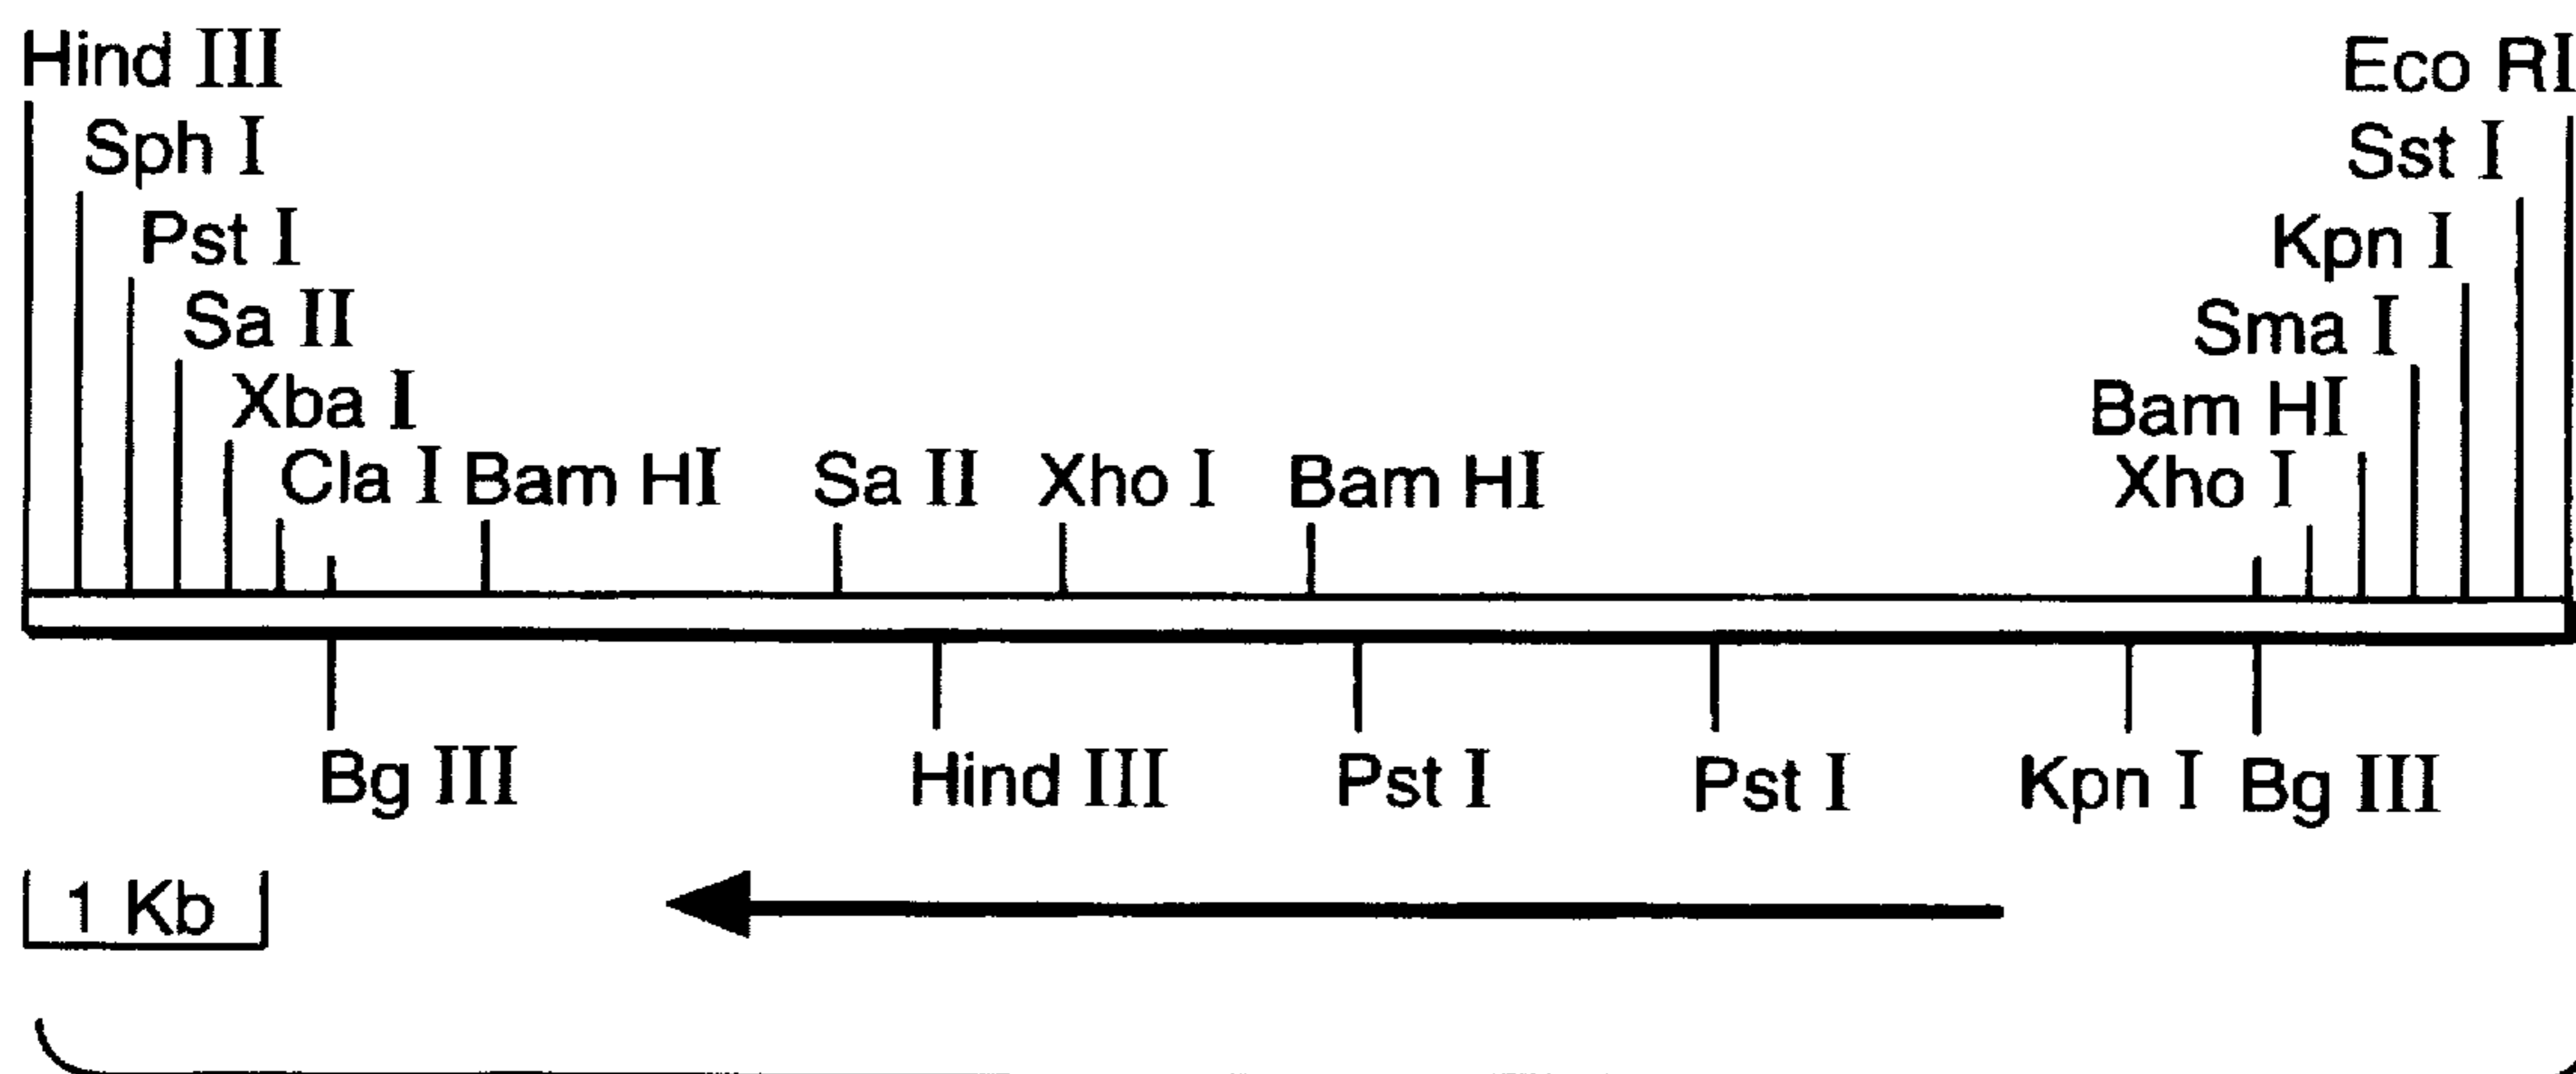 Hind III
Eco RI
Sph I
Sst I
Pst I
Kpn I
Sa II
Sma I
Xba I
Bam HI
Cla I Bam HI Sa II Xho I Bam HI Xho I
Bg III Hind III Pst I Pst I Kpn I Bg III
1 Kb